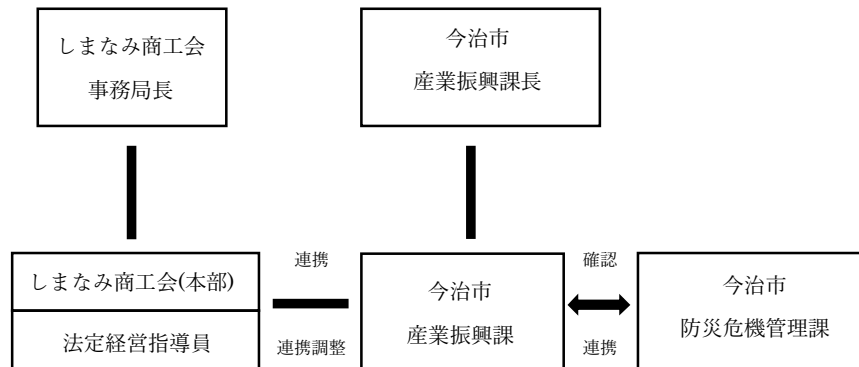 しまなみ商工会
事務局長
今治市
産業振興課長
しまなみ商工会(本部)
法定経営指導員
連携
連携調整
今治市
産業振興課
確認
連携
今治市
防災危機管理課